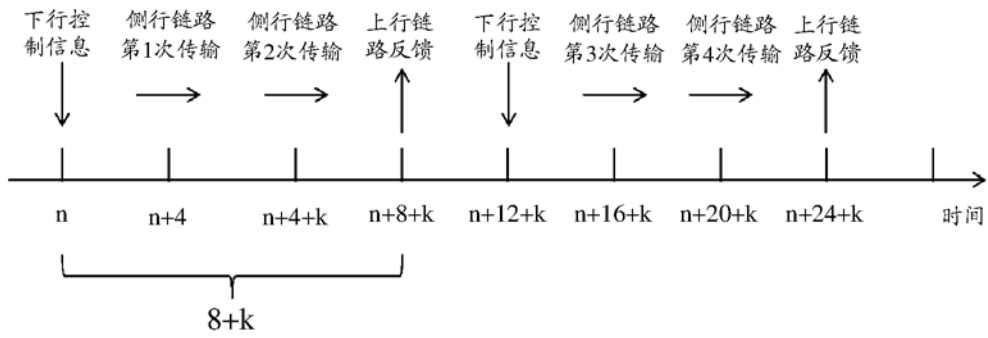 下行控
制信息
侧行链路
第1次传输
侧行链路
第2次传输
上行链
路反馈
下行控
制信息
侧行链路
第3次传输
侧行链路
第4次传输
上行链
路反馈
n
n+4
n+4+k
n+8+k
n+12+k
n+16+k
n+20+k
n+24+k
时间
8+k